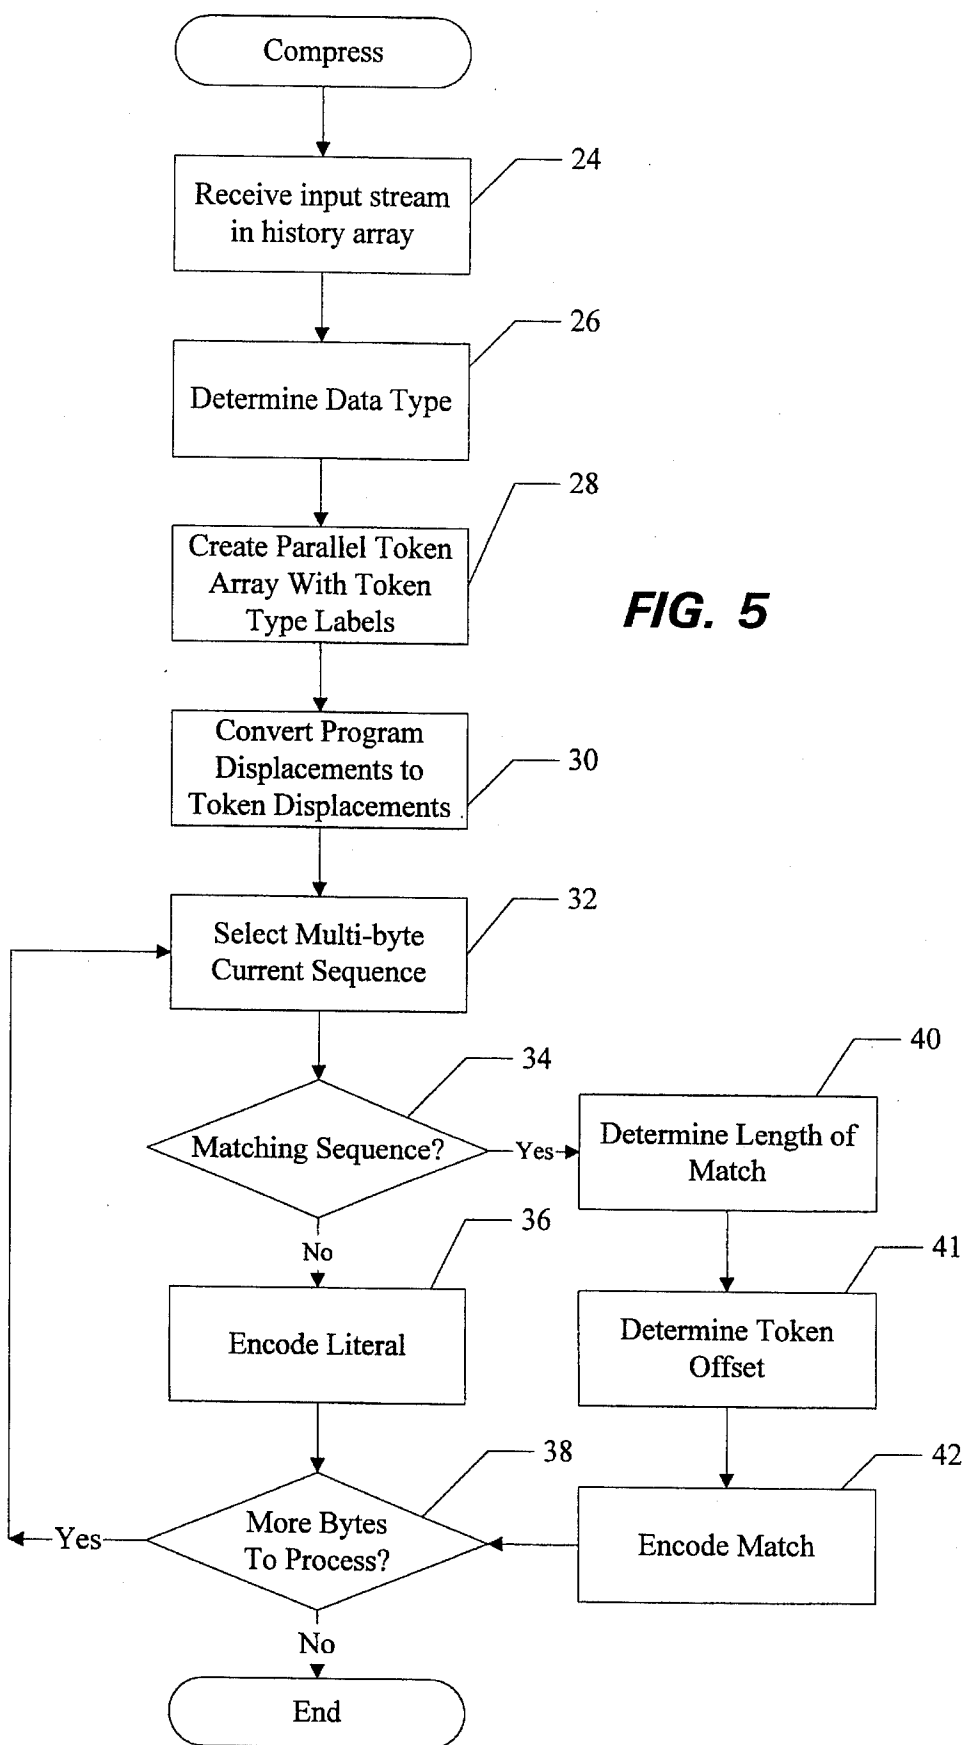 Compress
24
Receive input stream
in history array
26
Determine Data Type
28
Create Parallel Token
Array With Token
Type Labels
FIG. 5
Convert Program
Displacements to
Token Displacements
30
32
Select Multi-byte
Current Sequence
34
Matching Sequence?
Yes
40
Determine Length of
Match
No
36
Encode Literal
41
Determine Token
Offset
38
More Bytes
To Process?
Yes
42
Encode Match
No
End